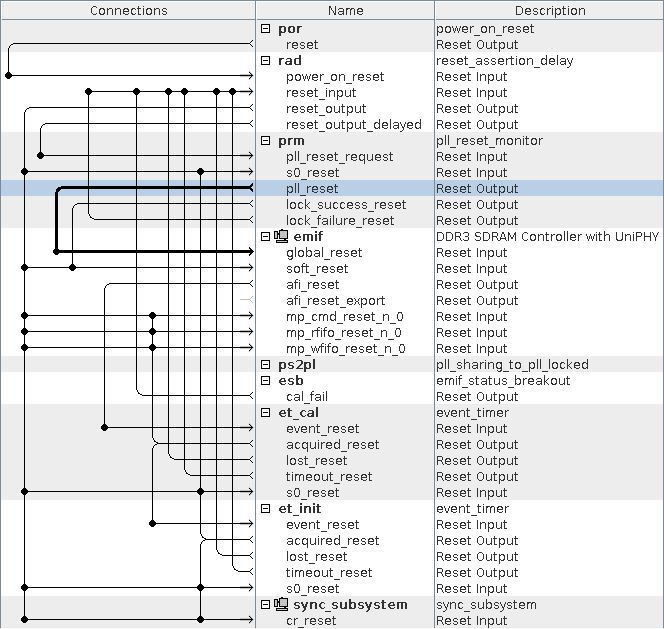 Connections Name Description
por power_on_reset
reset Reset Output
rad reset_assertion_delay
power_on_reset Reset Input
reset_input Reset Input
reset_output Reset Output
reset_output_delayed Reset Output
prm pll_reset_monitor
pll_reset_request Reset Input
s0_reset Reset Input
pll_reset Reset Output
lock_success_reset Reset Output
lock_failure_reset Reset Output
emif DDR3 SDRAM Controller with UniPHY
global_reset Reset Input
soft_reset Reset Input
afi_reset Reset Output
afi_reset_export Reset Output
mp_cmd_reset_n_0 Reset Input
mp_rfifo_reset_n_0 Reset Input
mp_wfifo_reset_n_0 Reset Input
ps2pl pll_sharing_to_pll_locked
esb emif_status_breakout
cal_fail Reset Output
et_cal event_timer
event_reset Reset Input
acquired_reset Reset Output
lost_reset Reset Output
timeout_reset Reset Output
s0_reset Reset Input
et_init event_timer
event_reset Reset Input
acquired_reset Reset Output
lost_reset Reset Output
timeout_reset Reset Output
s0_reset Reset Input
sync_subsystem sync_subsystem
cr_reset Reset Input